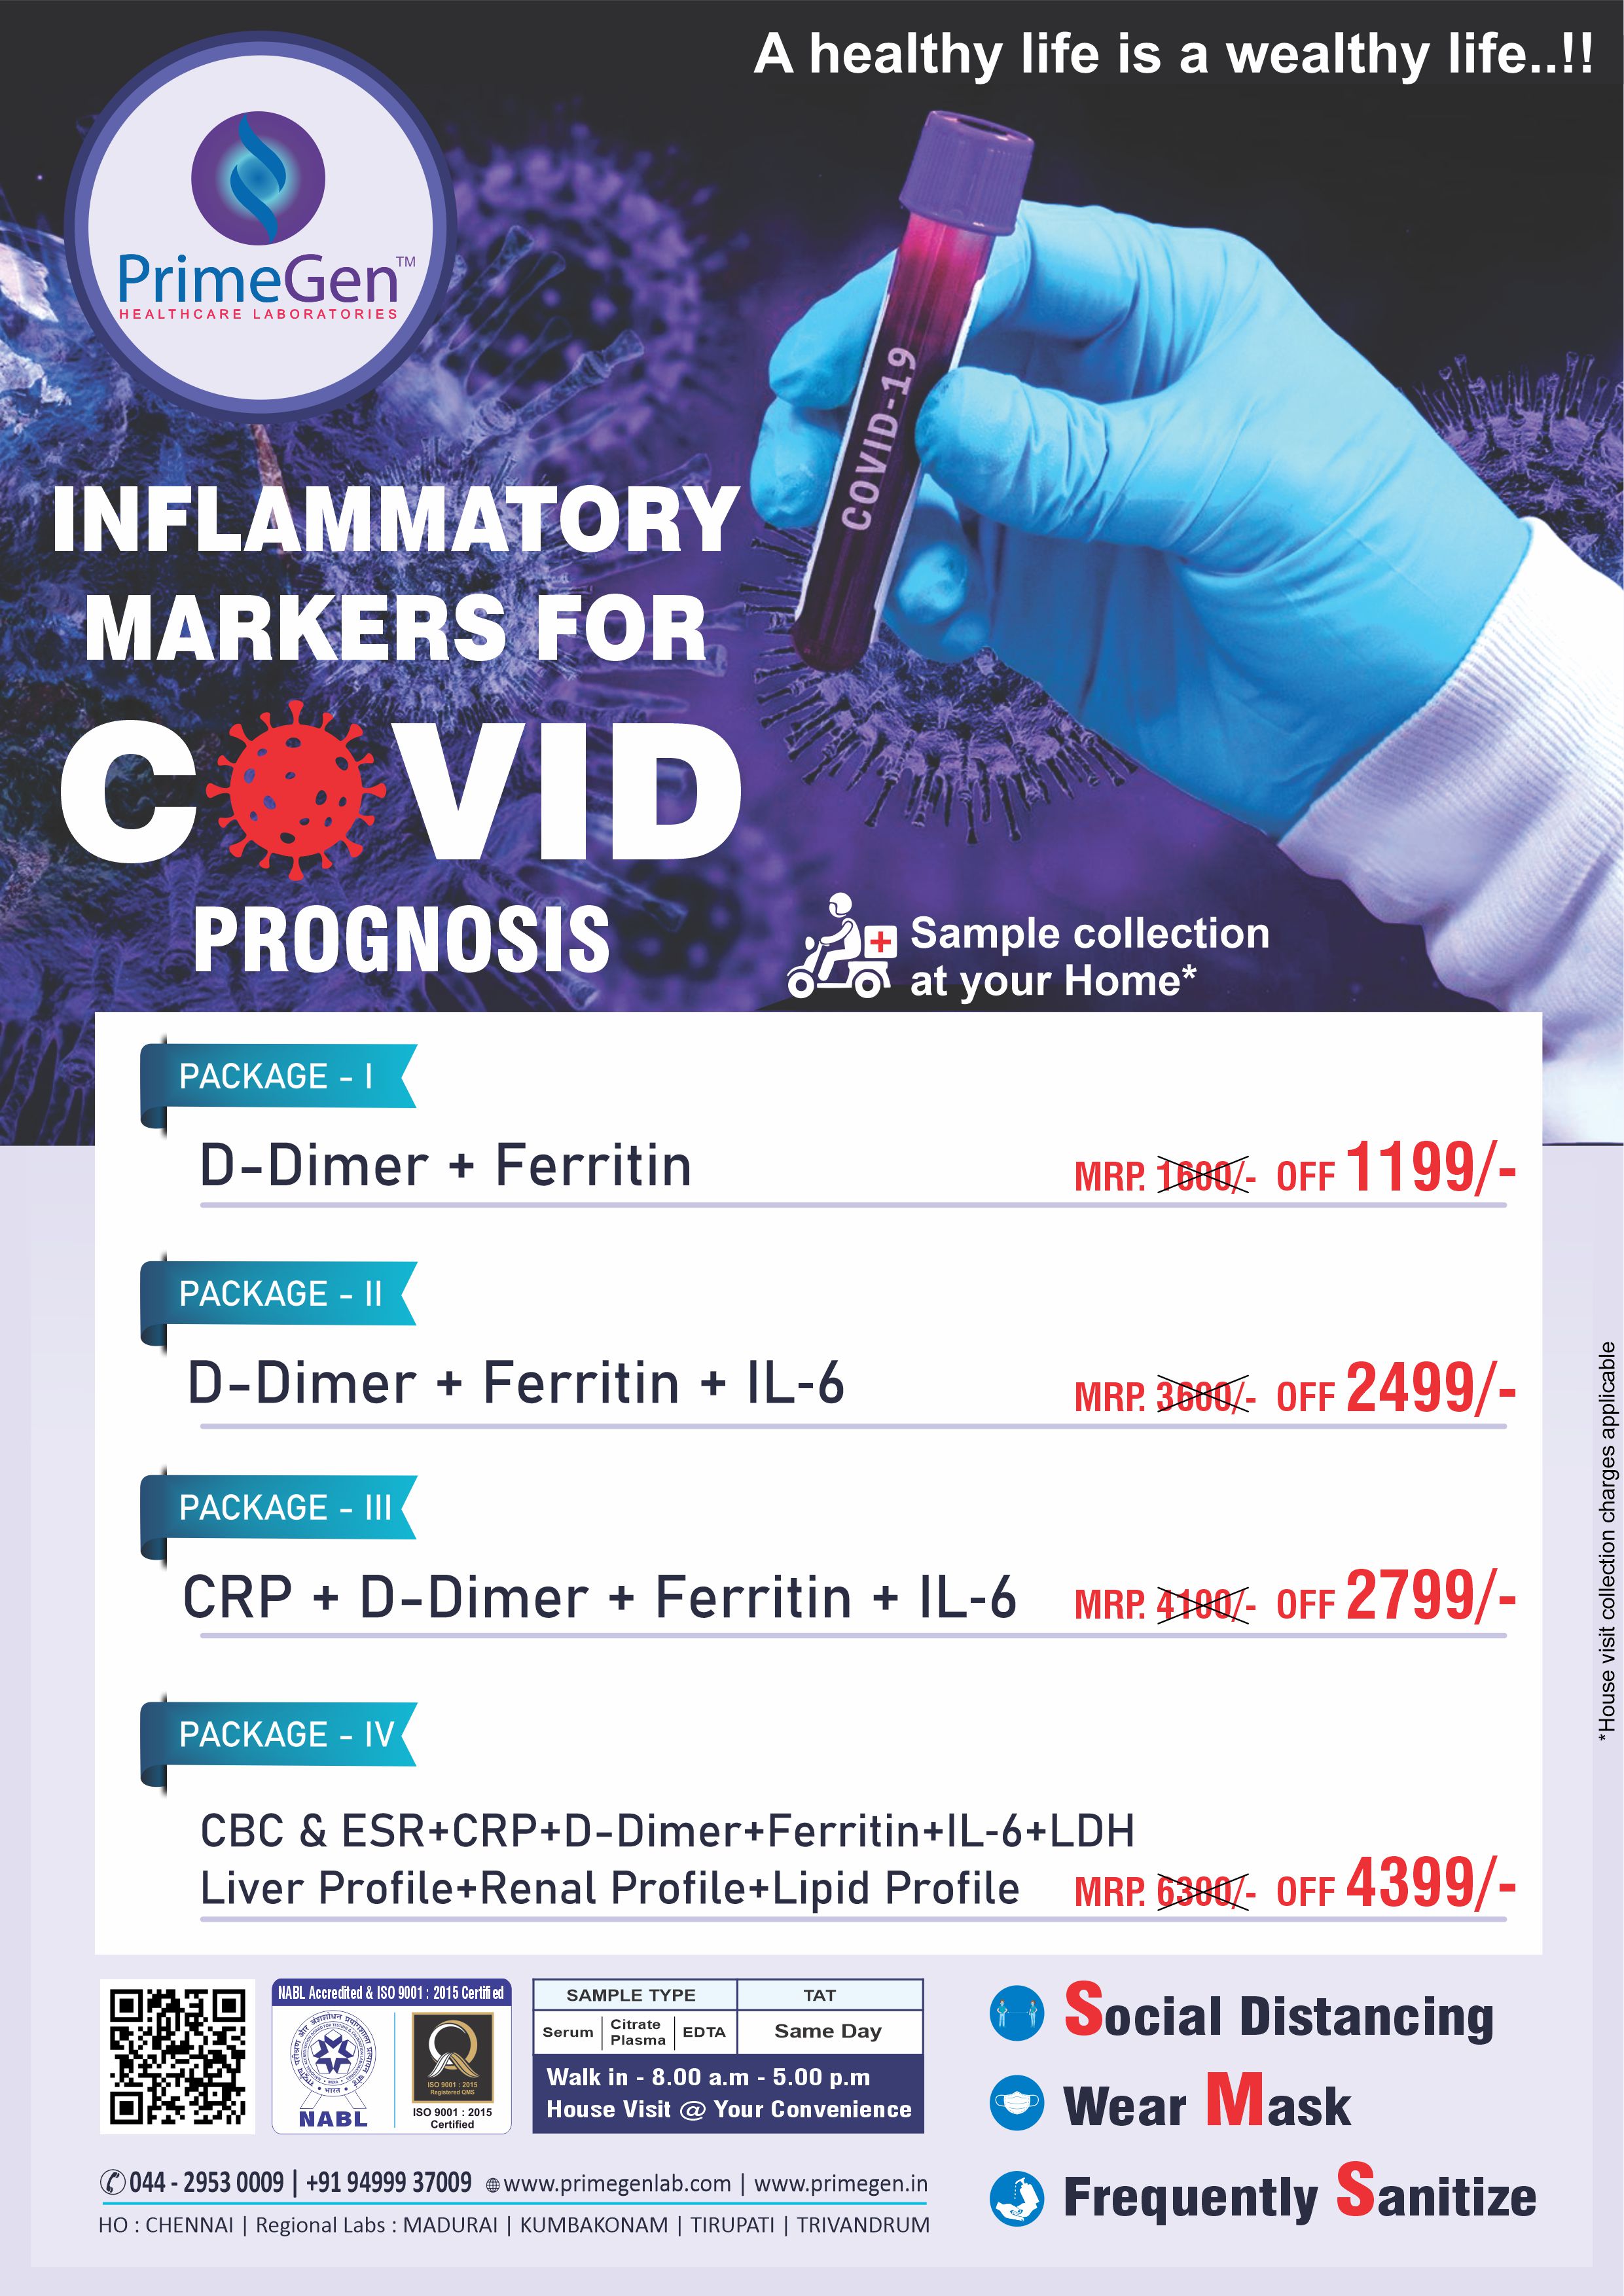 A healthy life is a wealthy life..!!
PrimeGen™
HEALTHCARE LABORATORIES
COVID-19
INFLAMMATORY
MARKERS FOR
COVID
PROGNOSIS
Sample collection
at your Home*
PACKAGE - I
D-Dimer + Ferritin MRP. 1600/- OFF 1199/-
PACKAGE - II
D-Dimer + Ferritin + IL-6 MRP. 3600/- OFF 2499/-
PACKAGE - III
CRP + D-Dimer + Ferritin + IL-6 MRP. 4100/- OFF 2799/-
PACKAGE - IV
CBC & ESR+CRP+D-Dimer+Ferritin+IL-6+LDH
Liver Profile+Renal Profile+Lipid Profile MRP. 6300/- OFF 4399/-
*House visit collection charges applicable
NABL Accredited & ISO 9001 : 2015 Certified
भारत
NABL
ISO 9001 : 2015
Registered QMS
ISO 9001 : 2015
Certified
SAMPLE TYPE TAT
Serum Citrate Plasma EDTA Same Day
Walk in - 8.00 a.m - 5.00 p.m
House Visit @ Your Convenience
Social Distancing
Wear Mask
Frequently Sanitize
044 - 2953 0009 | +91 94999 37009 www.primegenlab.com | www.primegen.in
HO : CHENNAI | Regional Labs : MADURAI | KUMBAKONAM | TIRUPATI | TRIVANDRUM